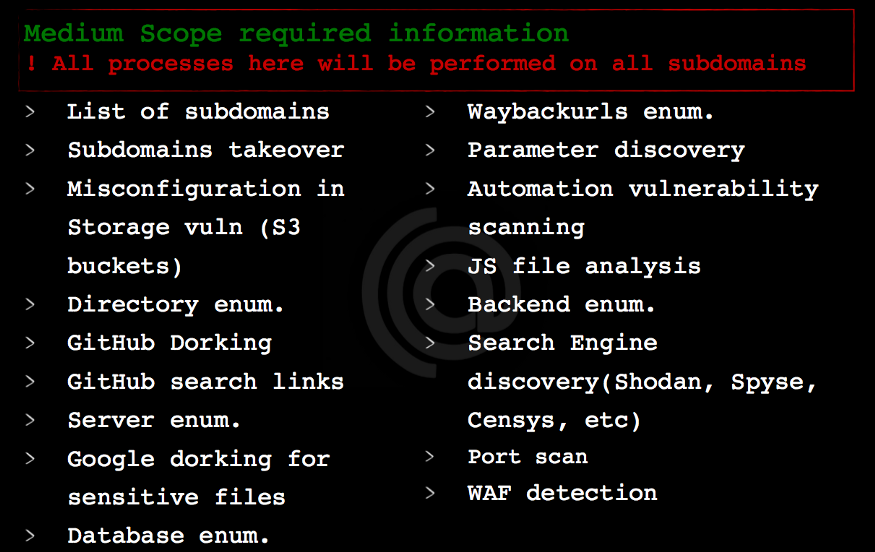 Medium Scope required information
! All processes here will be performed on all subdomains
> List of subdomains
> Subdomains takeover
> Misconfiguration in
Storage vuln (S3
buckets)
> Directory enum.
> GitHub Dorking
> GitHub search links
> Server enum.
> Google dorking for
sensitive files
> Database enum.
> Waybackurls enum.
> Parameter discovery
> Automation vulnerability
scanning
> JS file analysis
> Backend enum.
> Search Engine
discovery(Shodan, Spyse,
Censys, etc)
> Port scan
> WAF detection